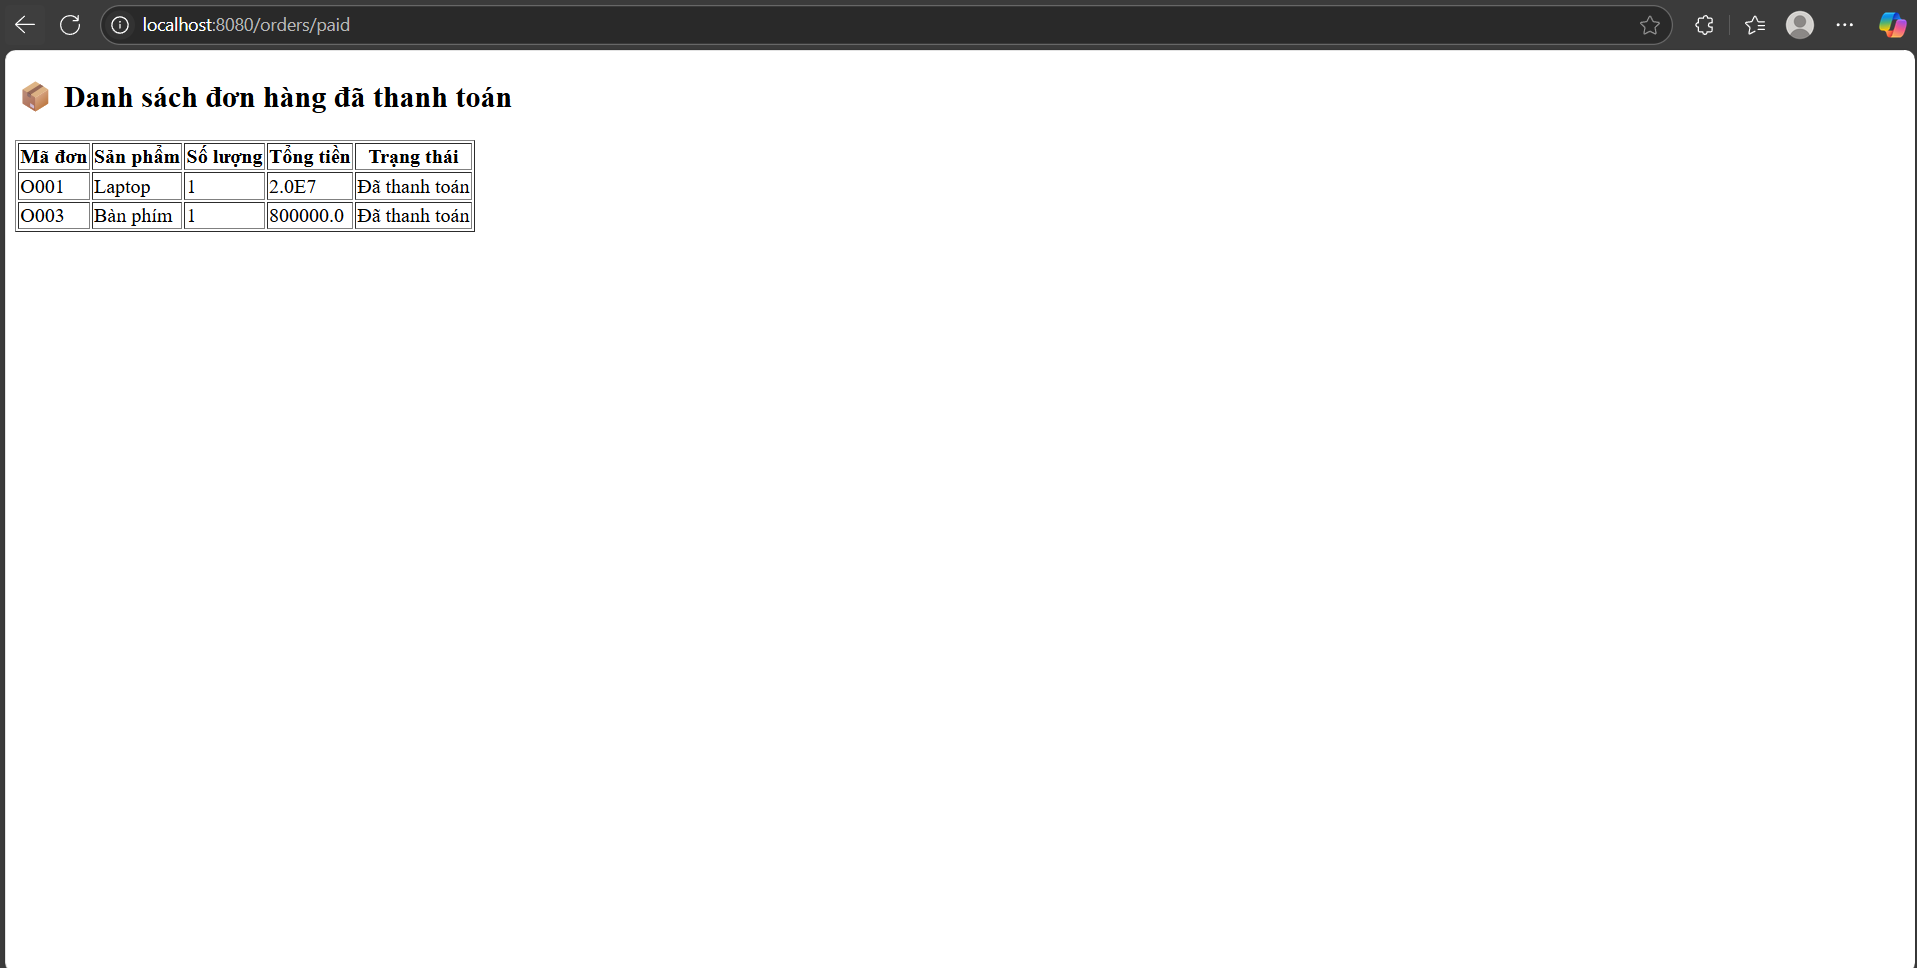 localhost:8080/orders/paid
Danh sách đơn hàng đã thanh toán
Mã đơn Sản phẩm Số lượng Tổng tiền Trạng thái
O001 Laptop 1 2.0E7 Đã thanh toán
O003 Bàn phím 1 800000.0 Đã thanh toán